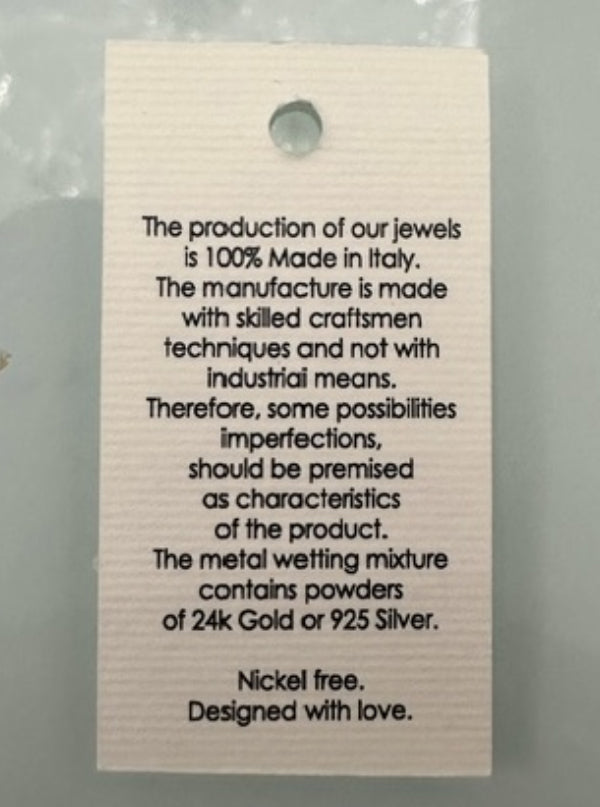 The production of our jewels
is 100% Made in Italy.
The manufacture is made
with skilled craftsmen
techniques and not with
industriai means.
Therefore, some possibilities
imperfections,
should be premised
as characteristics
of the product.
The metal wetting mixture
contains powders
of 24k Gold or 925 Silver.
Nickel free.
Designed with love.